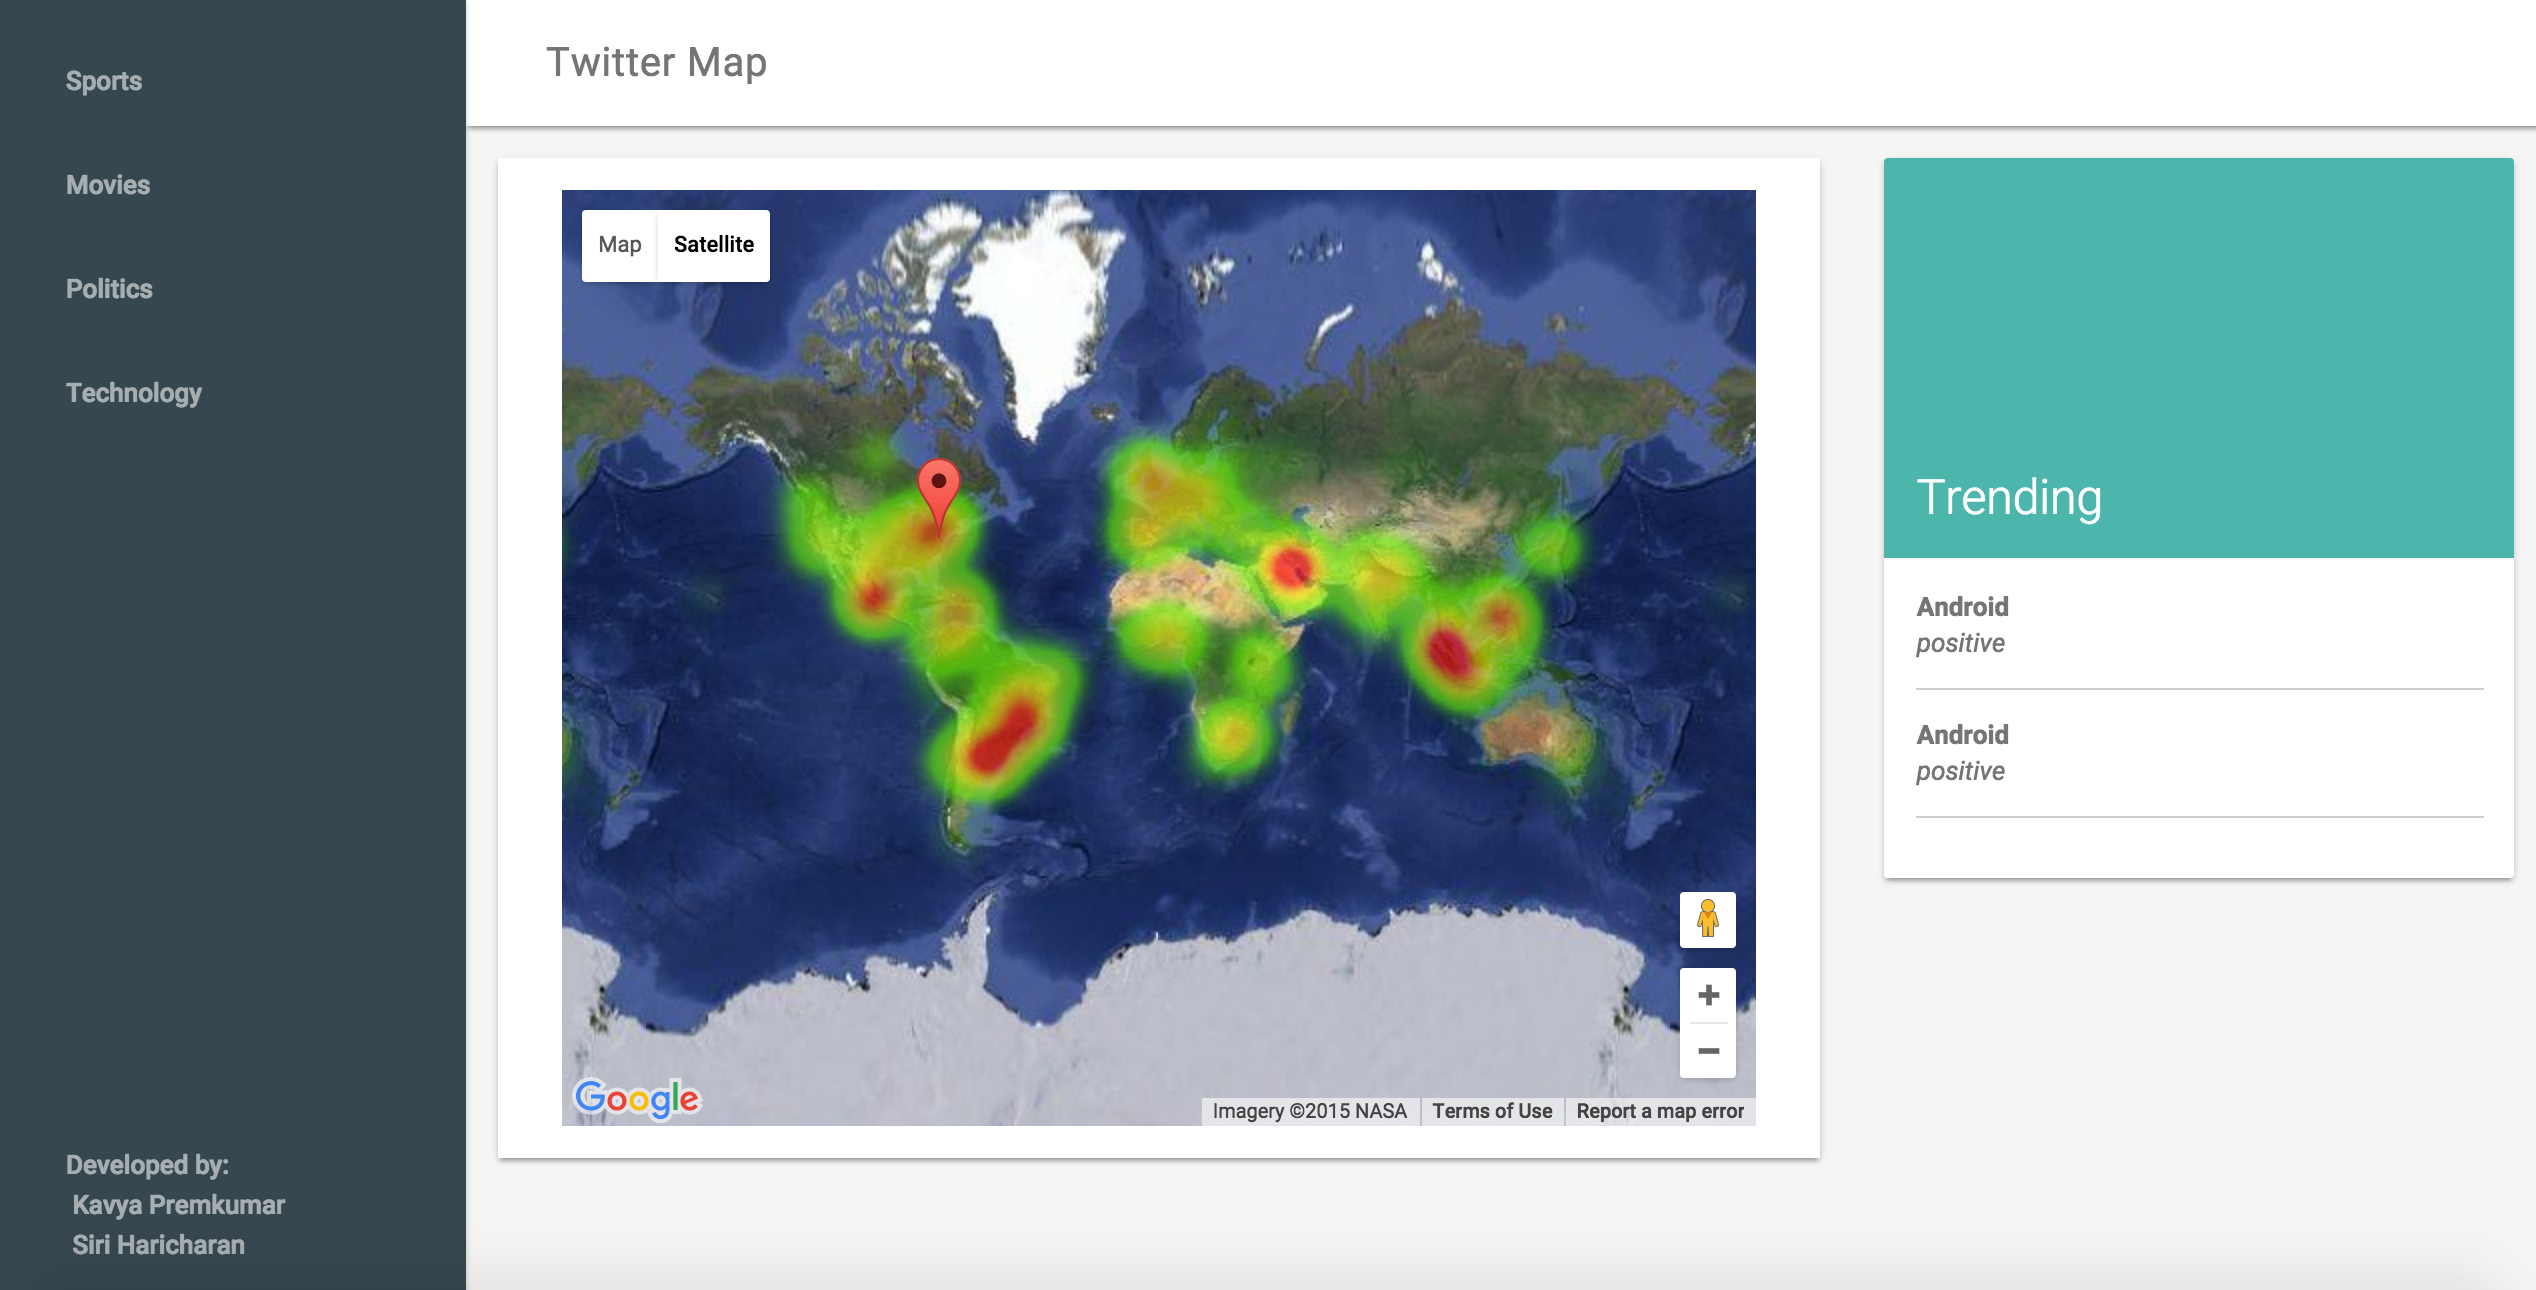 Sports
Movies
Politics
Technology
Developed by:
Kavya Premkumar
Siri Haricharan
Twitter Map
Map
Satellite
Google
Imagery ©2015 NASA
Terms of Use
Report a map error
Trending
Android
positive
Android
positive